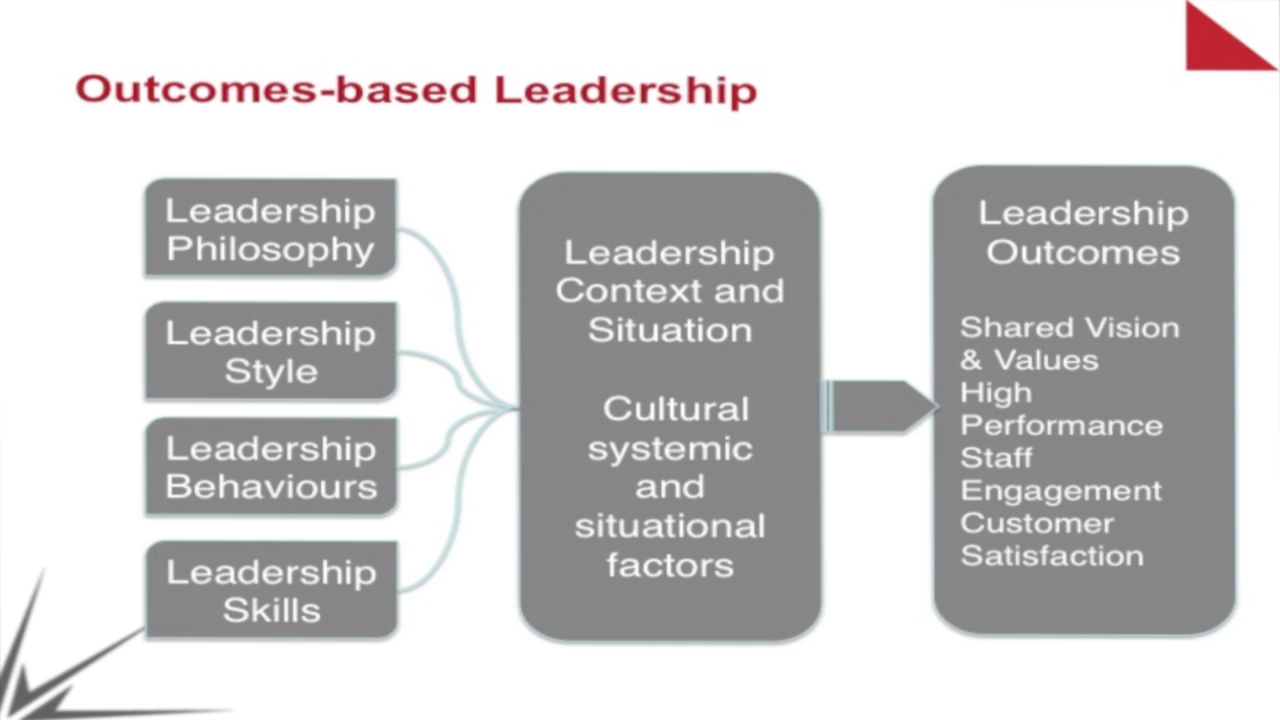 Outcomes-based Leadership
Leadership
Philosophy
Leadership
Style
Leadership
Behaviours
Leadership
Skills
Leadership
Context and
Situation
Cultural
systemic
and
situational
factors
Leadership
Outcomes
Shared Vision
& Values
High
Performance
Staff
Engagement
Customer
Satisfaction